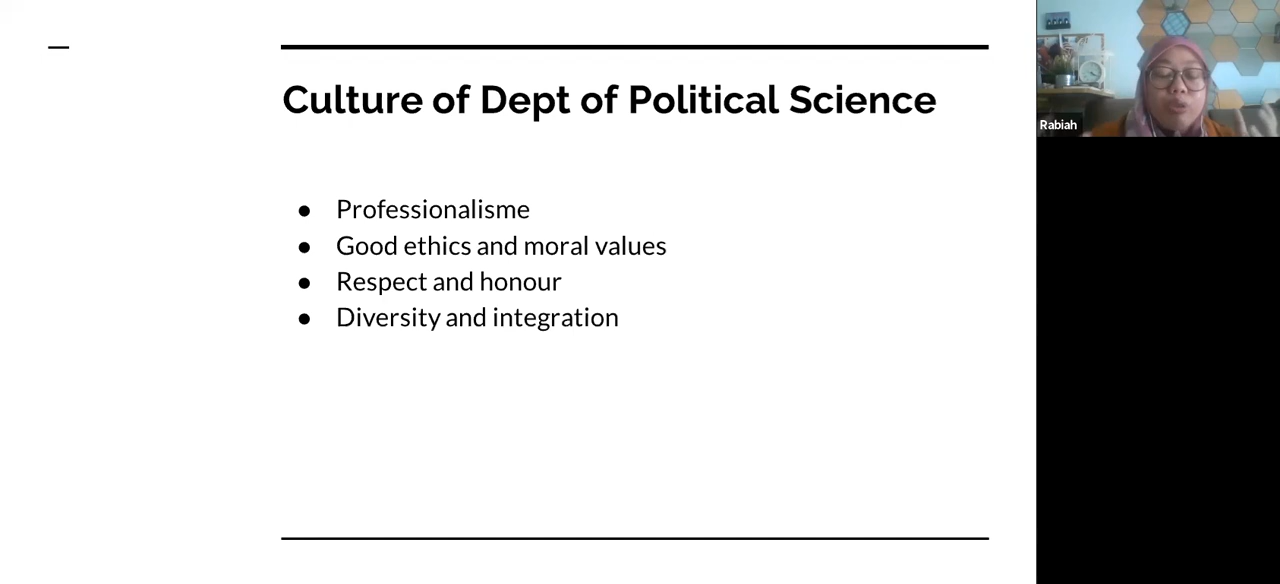 Culture of Dept of Political Science
● Professionalisme
● Good ethics and moral values
● Respect and honour
● Diversity and integration
Rabiah